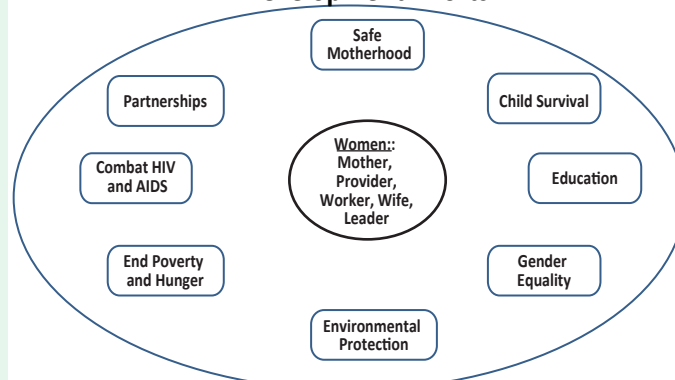 Safe
Motherhood
Partnerships
Child Survival
Women::
Mother,
Provider,
Worker, Wife,
Leader
Combat HIV
and AIDS
Education
End Poverty
and Hunger
Gender
Equality
Environmental
Protection